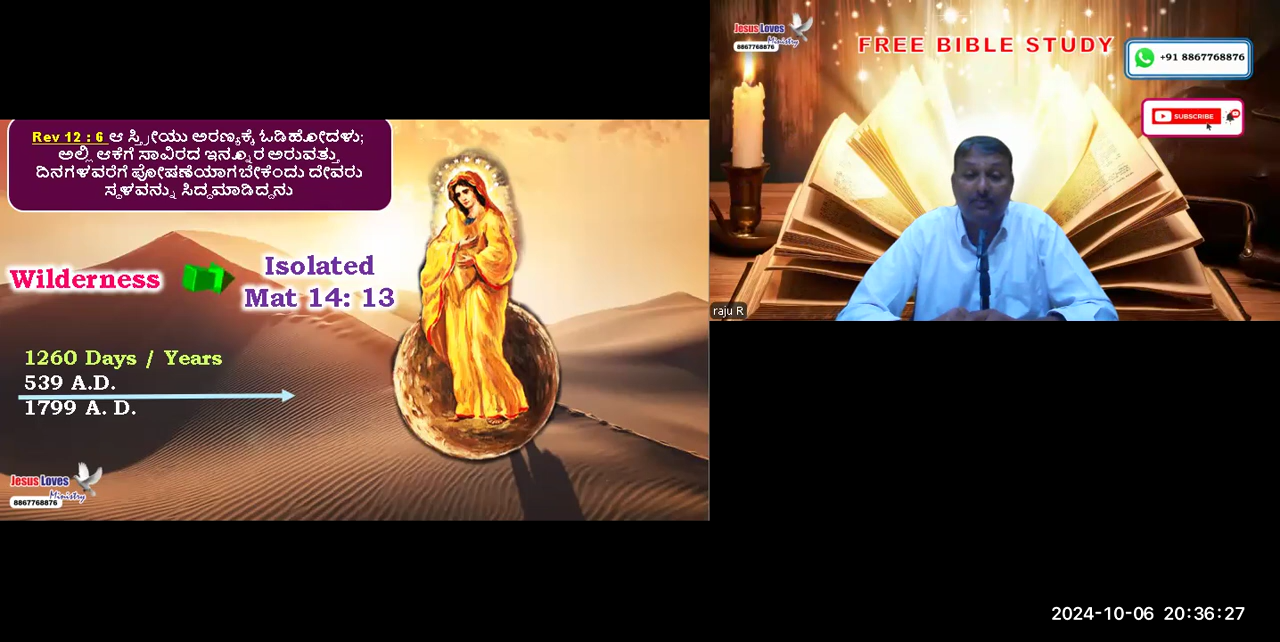 Rev 12 : 6 ಆ ಸ್ತ್ರೀಯು ಅರಣ್ಯಕ್ಕೆ ಓಡಿಹೋದಳು;
ಅಲ್ಲಿ ಆಕೆಗೆ ಸಾವಿರದ ಇನ್ನೂರ ಅರುವತ್ತು
ದಿನಗಳವರೆಗೆ ಪೋಷಣೆಯಾಗಬೇಕೆಂದು ದೇವರು
ಸ್ಥಳವನ್ನು ಸಿದ್ಧಮಾಡಿದ್ದನು
Wilderness
Isolated
Mat 14: 13
1260 Days / Years
539 A.D.
1799 A. D.
Jesus Loves
Ministry
8867768876
Jesus Loves
Ministry
8867768876
FREE BIBLE STUDY
+91 8867768876
SUBSCRIBE
raju R
2024-10-06 20:36:27